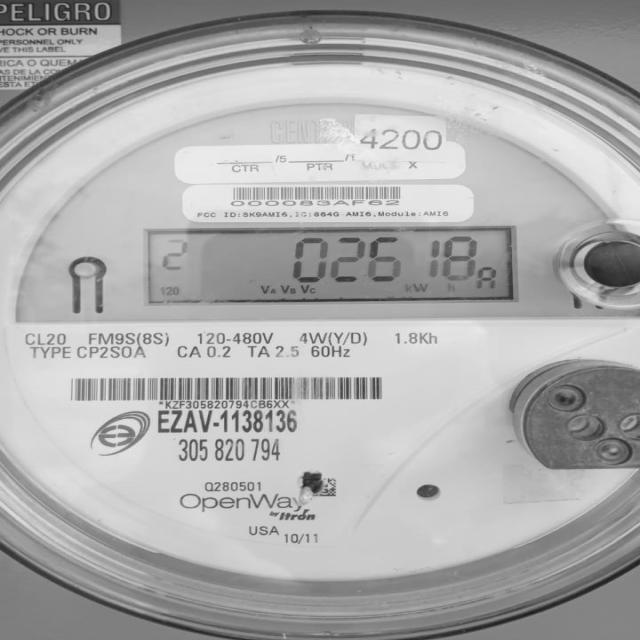 PELIGRO
HOCK OR BURN
PERSONNEL ONLY
VE THIS LABEL
RICA O QUEM
4200
/5
CTR PTR MULT X
000083AF62
FCC ID:SK9AMI6,IC:864G-AMI6,Module:AMI6
2 02618
120 VA VB VC kW h A
CL20 FM9S(8S) 120-480V 4W(Y/D) 1.8Kh
TYPE CP2SOA CA 0.2 TA 2.5 60Hz
*KZF305820794CB6XX*
EZAV-1138136
305 820 794
Q280501
OpenWay
by Itron
USA 10/11